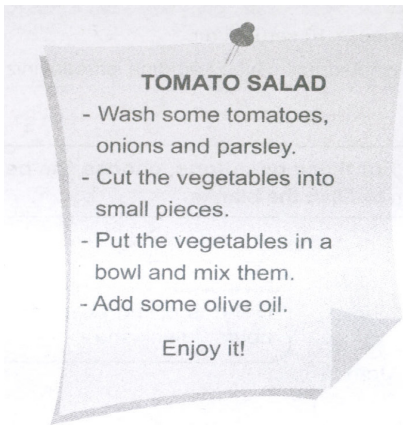 TOMATO SALAD
- Wash some tomatoes,
onions and parsley.
- Cut the vegetables into
small pieces.
- Put the vegetables in a
bowl and mix them.
- Add some olive oil.
Enjoy it!